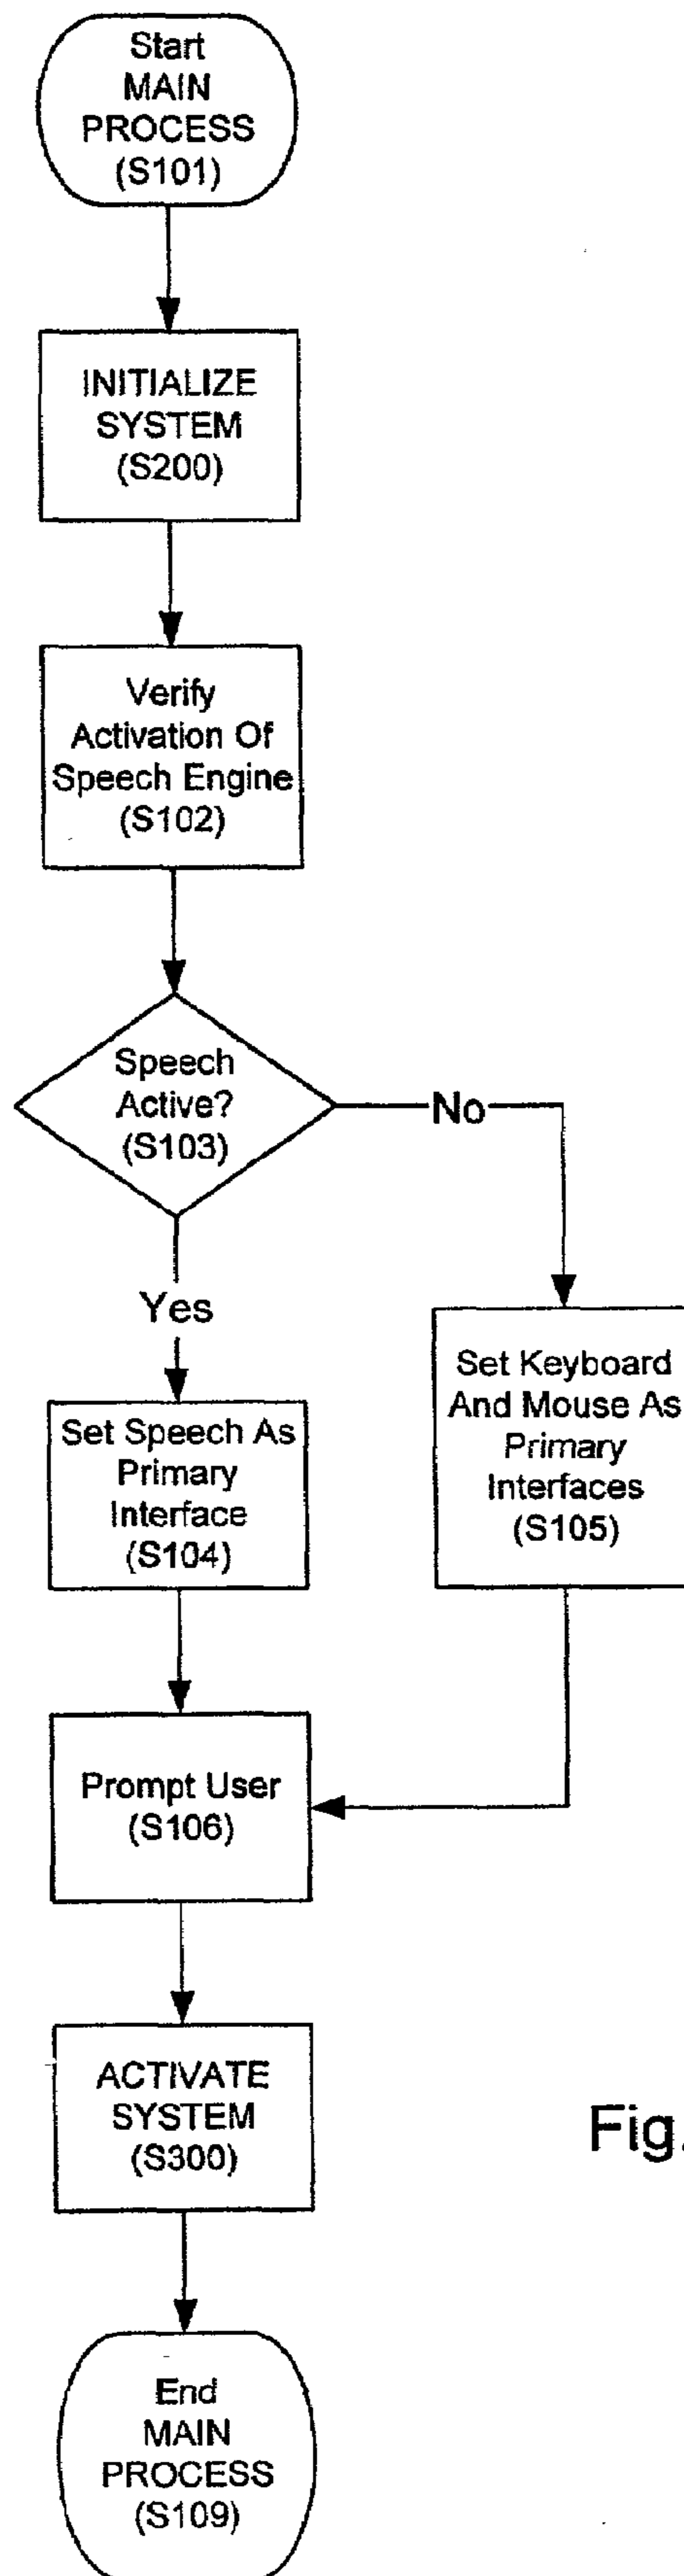 Start
MAIN
PROCESS
(S101)
INITIALIZE
SYSTEM
(S200)
Verify
Activation Of
Speech Engine
(S102)
Speech
Active?
(S103)
No
Yes
Set Speech As
Primary
Interface
(S104)
Set Keyboard
And Mouse As
Primary
Interfaces
(S105)
Prompt User
(S106)
ACTIVATE
SYSTEM
(S300)
Fig.
End
MAIN
PROCESS
(S109)